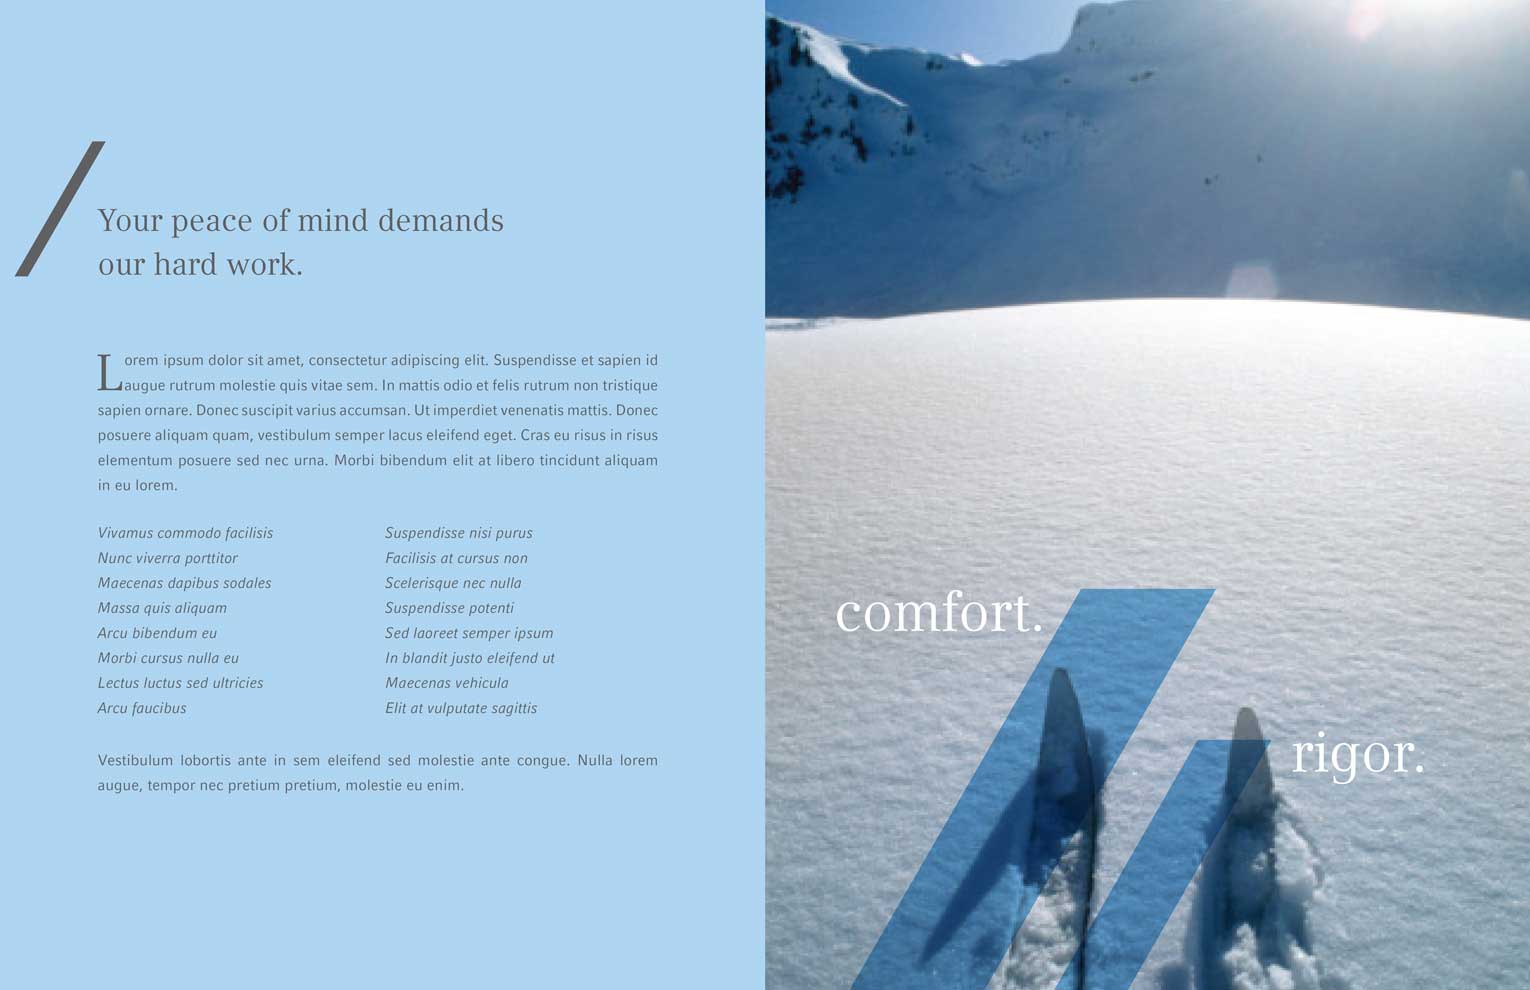 Your peace of mind demands
our hard work.
Lorem ipsum dolor sit amet, consectetur adipiscing elit. Suspendisse et sapien id
augue rutrum molestie quis vitae sem. In mattis odio et felis rutrum non tristique
sapien ornare. Donec suscipit varius accumsan. Ut imperdiet venenatis mattis. Donec
posuere aliquam quam, vestibulum semper lacus eleifend eget. Cras eu risus in risus
elementum posuere sed nec urna. Morbi bibendum elit at libero tincidunt aliquam
in eu lorem.
Vivamus commodo facilisis
Nunc viverra porttitor
Maecenas dapibus sodales
Massa quis aliquam
Arcu bibendum eu
Morbi cursus nulla eu
Lectus luctus sed ultricies
Arcu faucibus
Suspendisse nisi purus
Facilisis at cursus non
Scelerisque nec nulla
Suspendisse potenti
Sed laoreet semper ipsum
In blandit justo eleifend ut
Maecenas vehicula
Elit at vulputate sagittis
Vestibulum lobortis ante in sem eleifend sed molestie ante congue. Nulla lorem
augue, tempor nec pretium pretium, molestie eu enim.
comfort.
rigor.